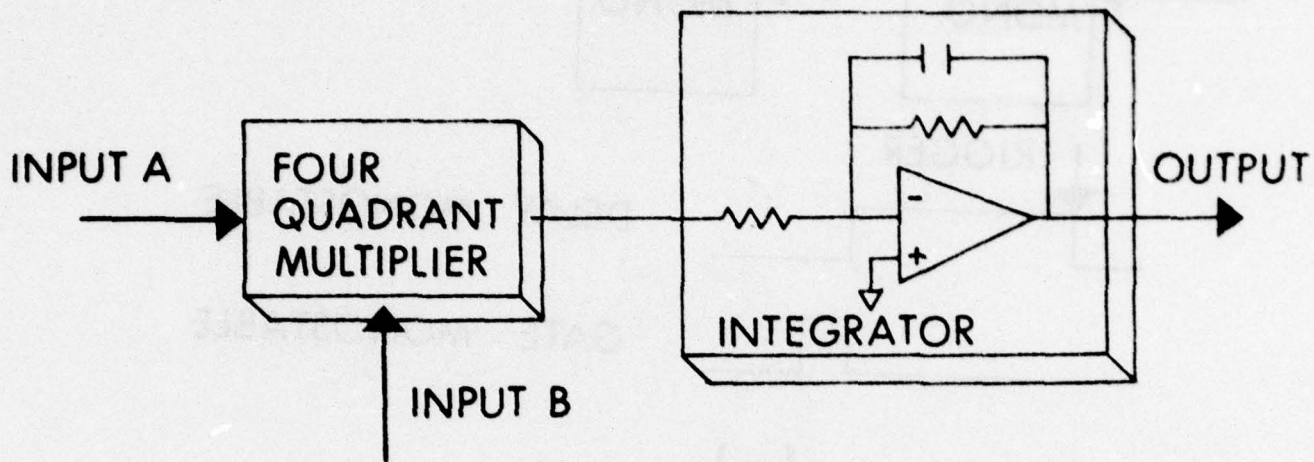 INPUT A
FOUR
QUADRANT
MULTIPLIER
INPUT B
-
+
INTEGRATOR
OUTPUT